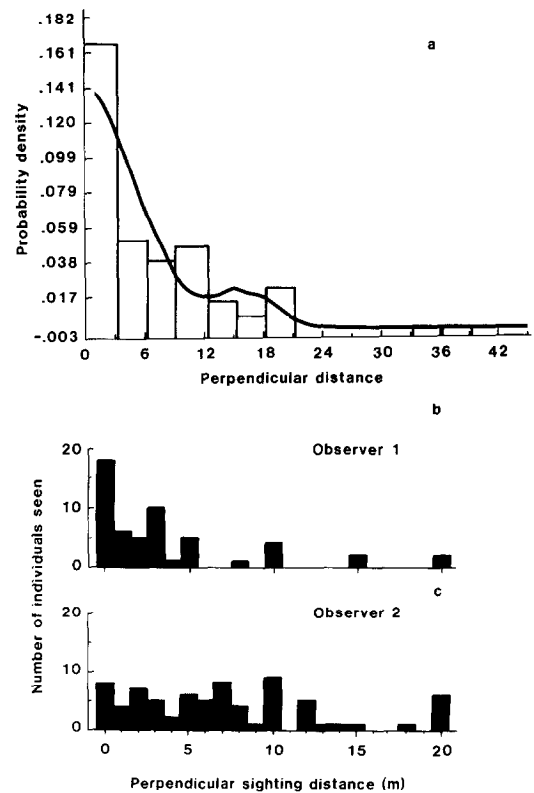 .182
a
.161
.141
.120
.099
.079
.059
.038
.017
-.003
Probability density
0 6 12 18 24 30 36 42
Perpendicular distance
b
20
Observer 1
10
0
c
20
Observer 2
10
0
Number of individuals seen
0 5 10 15 20
Perpendicular sighting distance (m)